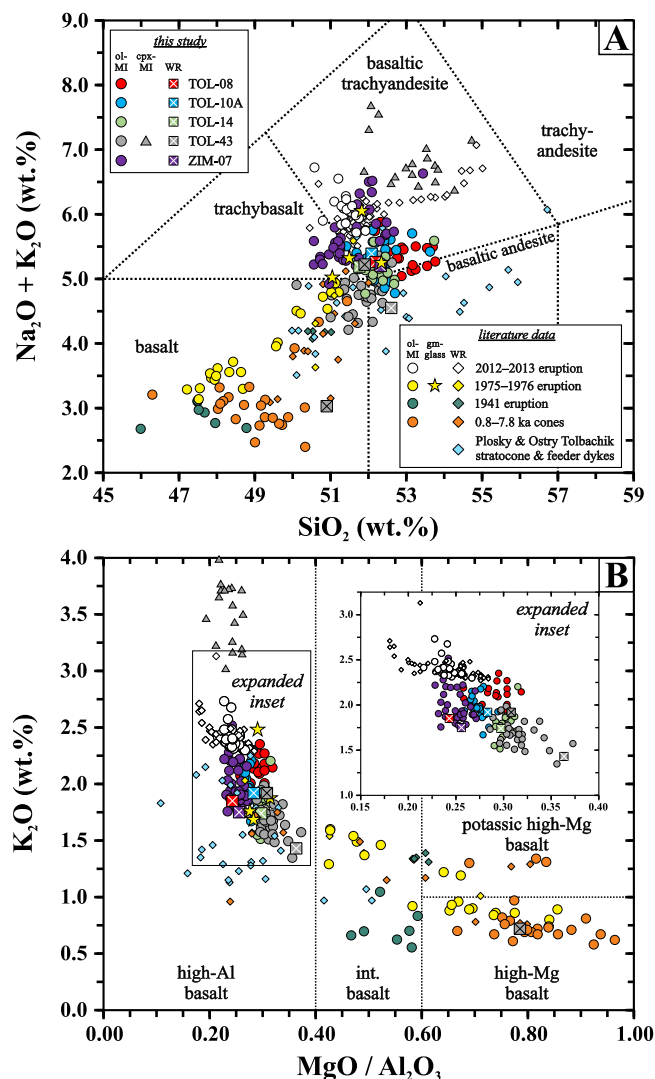 A
9.0
8.0
7.0
6.0
5.0
4.0
3.0
2.0
Na₂O + K₂O (wt.%)
this study
ol-MI cpx-MI WR
TOL-08
TOL-10A
TOL-14
TOL-43
ZIM-07
basaltic
trachyandesite
trachy-
andesite
trachybasalt
basaltic andesite
basalt
literature data
ol-MI gm-glass WR
2012–2013 eruption
1975–1976 eruption
1941 eruption
0.8–7.8 ka cones
Plosky & Ostry Tolbachik
stratocone & feeder dykes
45 47 49 51 53 55 57 59
SiO₂ (wt.%)
B
4.0
3.5
3.0
2.5
2.0
1.5
1.0
0.5
0.0
K₂O (wt.%)
expanded
inset
expanded
inset
3.0
2.5
2.0
1.5
1.0
0.15 0.20 0.25 0.30 0.35 0.40
potassic high-Mg
basalt
high-Al
basalt
int.
basalt
high-Mg
basalt
0.00 0.20 0.40 0.60 0.80 1.00
MgO / Al₂O₃